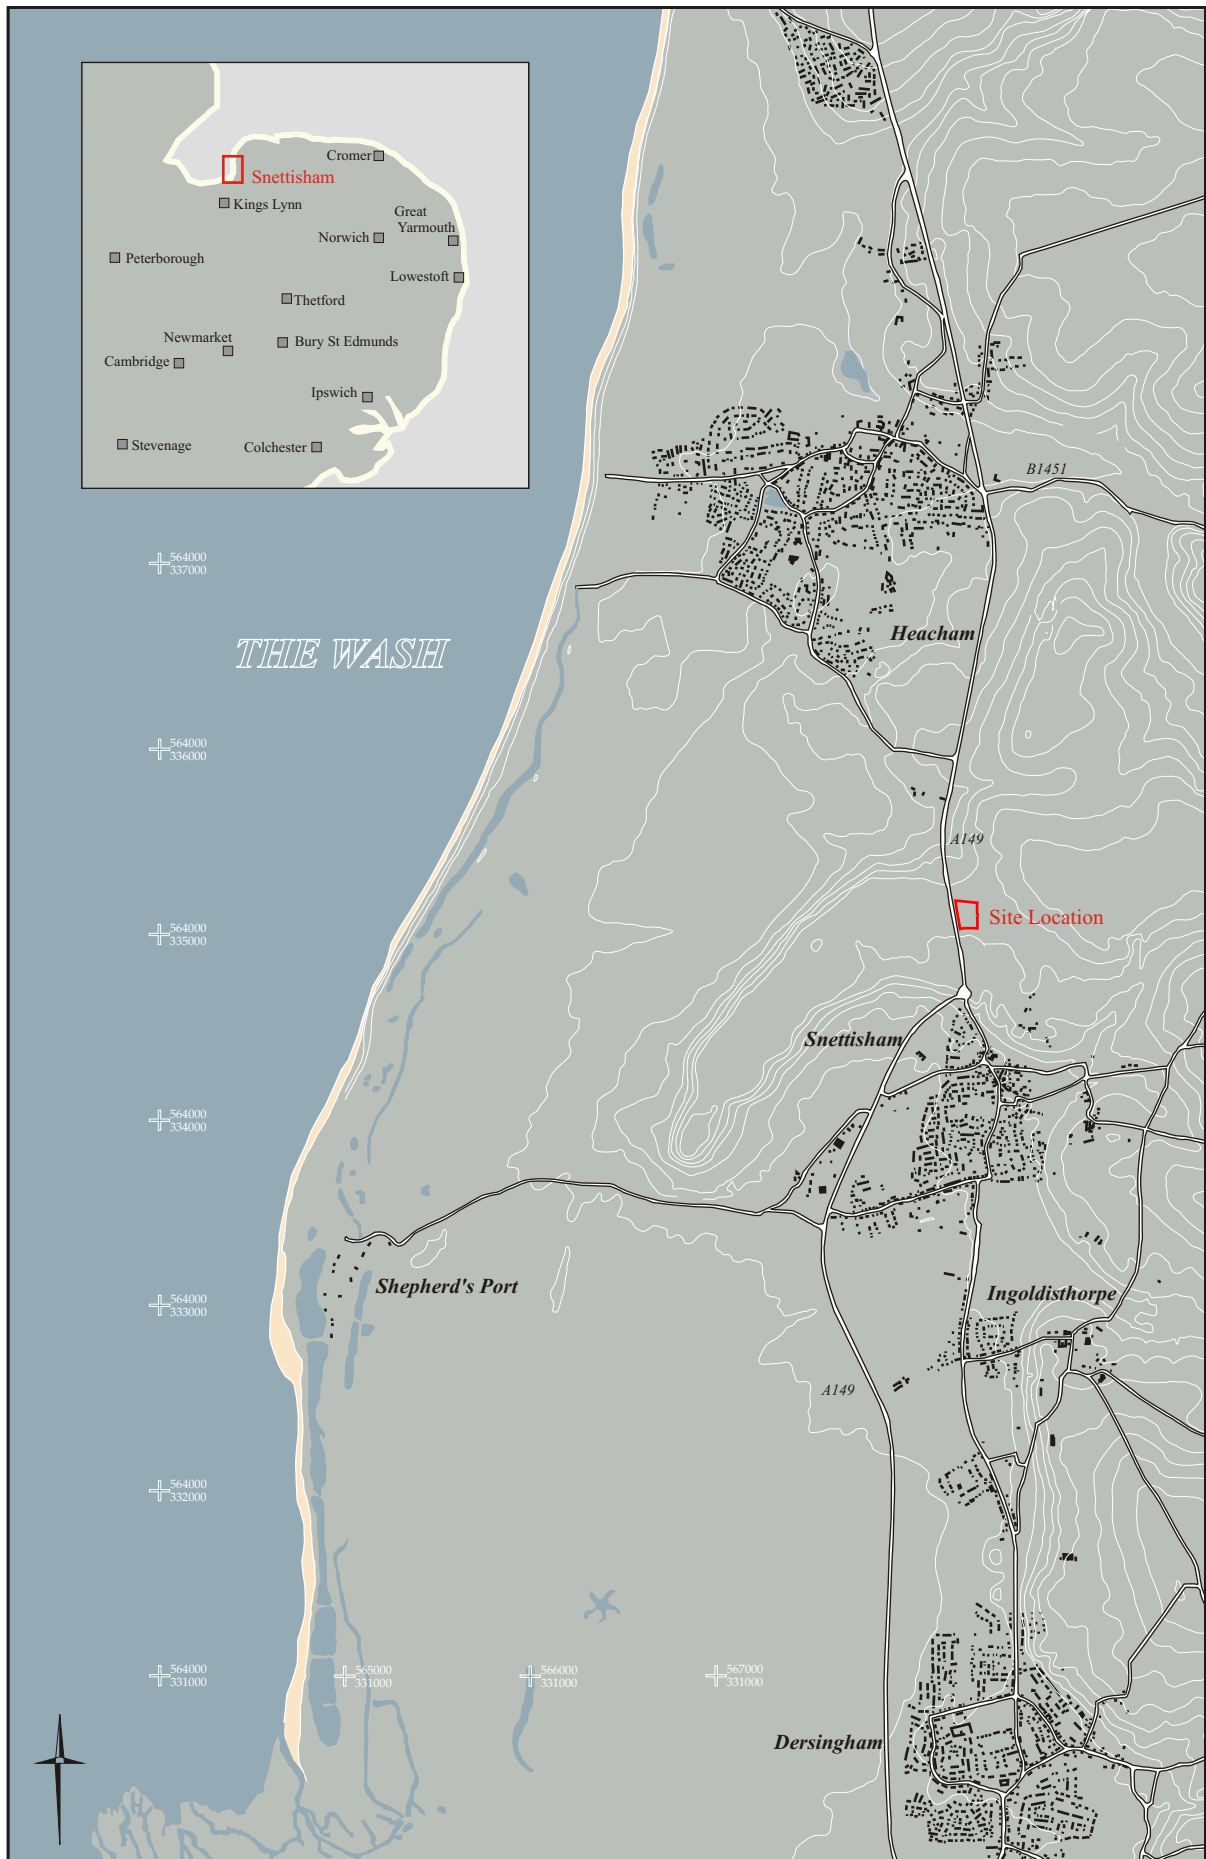 Cromer
Snettisham
Kings Lynn
Great
Yarmouth
Norwich
Peterborough
Lowestoft
Thetford
Newmarket
Bury St Edmunds
Cambridge
Ipswich
Stevenage
Colchester
B1451
564000
337000
THE WASH
Heacham
564000
336000
A149
Site Location
564000
335000
Snettisham
564000
334000
Shepherd's Port
Ingoldisthorpe
564000
333000
A149
564000
332000
564000
331000
565000
331000
566000
331000
567000
331000
Dersingham